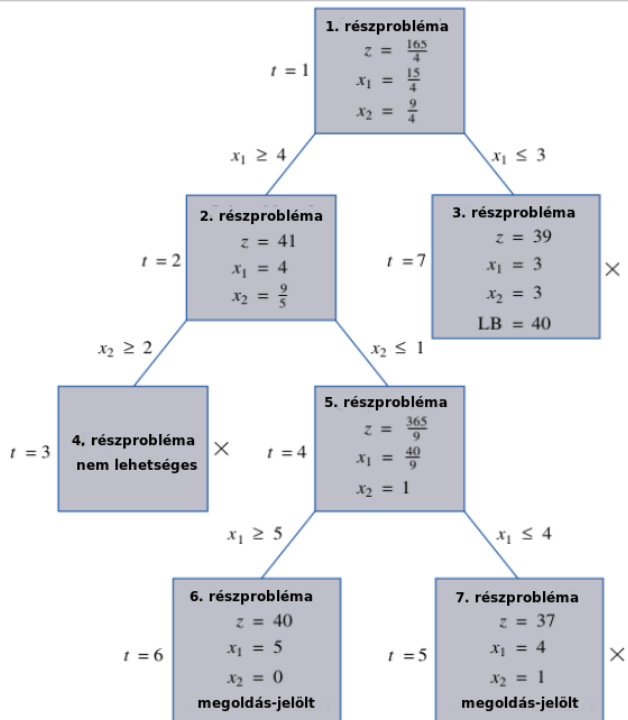 1. részprobléma
z = 165/4
t = 1
x₁ = 15/4
x₂ = 9/4
x₁ ≥ 4
x₁ ≤ 3
2. részprobléma
z = 41
t = 2
x₁ = 4
x₂ = 9/5
3. részprobléma
z = 39
t = 7
x₁ = 3
×
x₂ = 3
LB = 40
x₂ ≥ 2
x₂ ≤ 1
4, részprobléma
t = 3
×
nem lehetséges
5. részprobléma
z = 365/9
t = 4
x₁ = 40/9
x₂ = 1
x₁ ≥ 5
x₁ ≤ 4
6. részprobléma
z = 40
t = 6
x₁ = 5
x₂ = 0
megoldás-jelölt
7. részprobléma
z = 37
t = 5
x₁ = 4
×
x₂ = 1
megoldás-jelölt